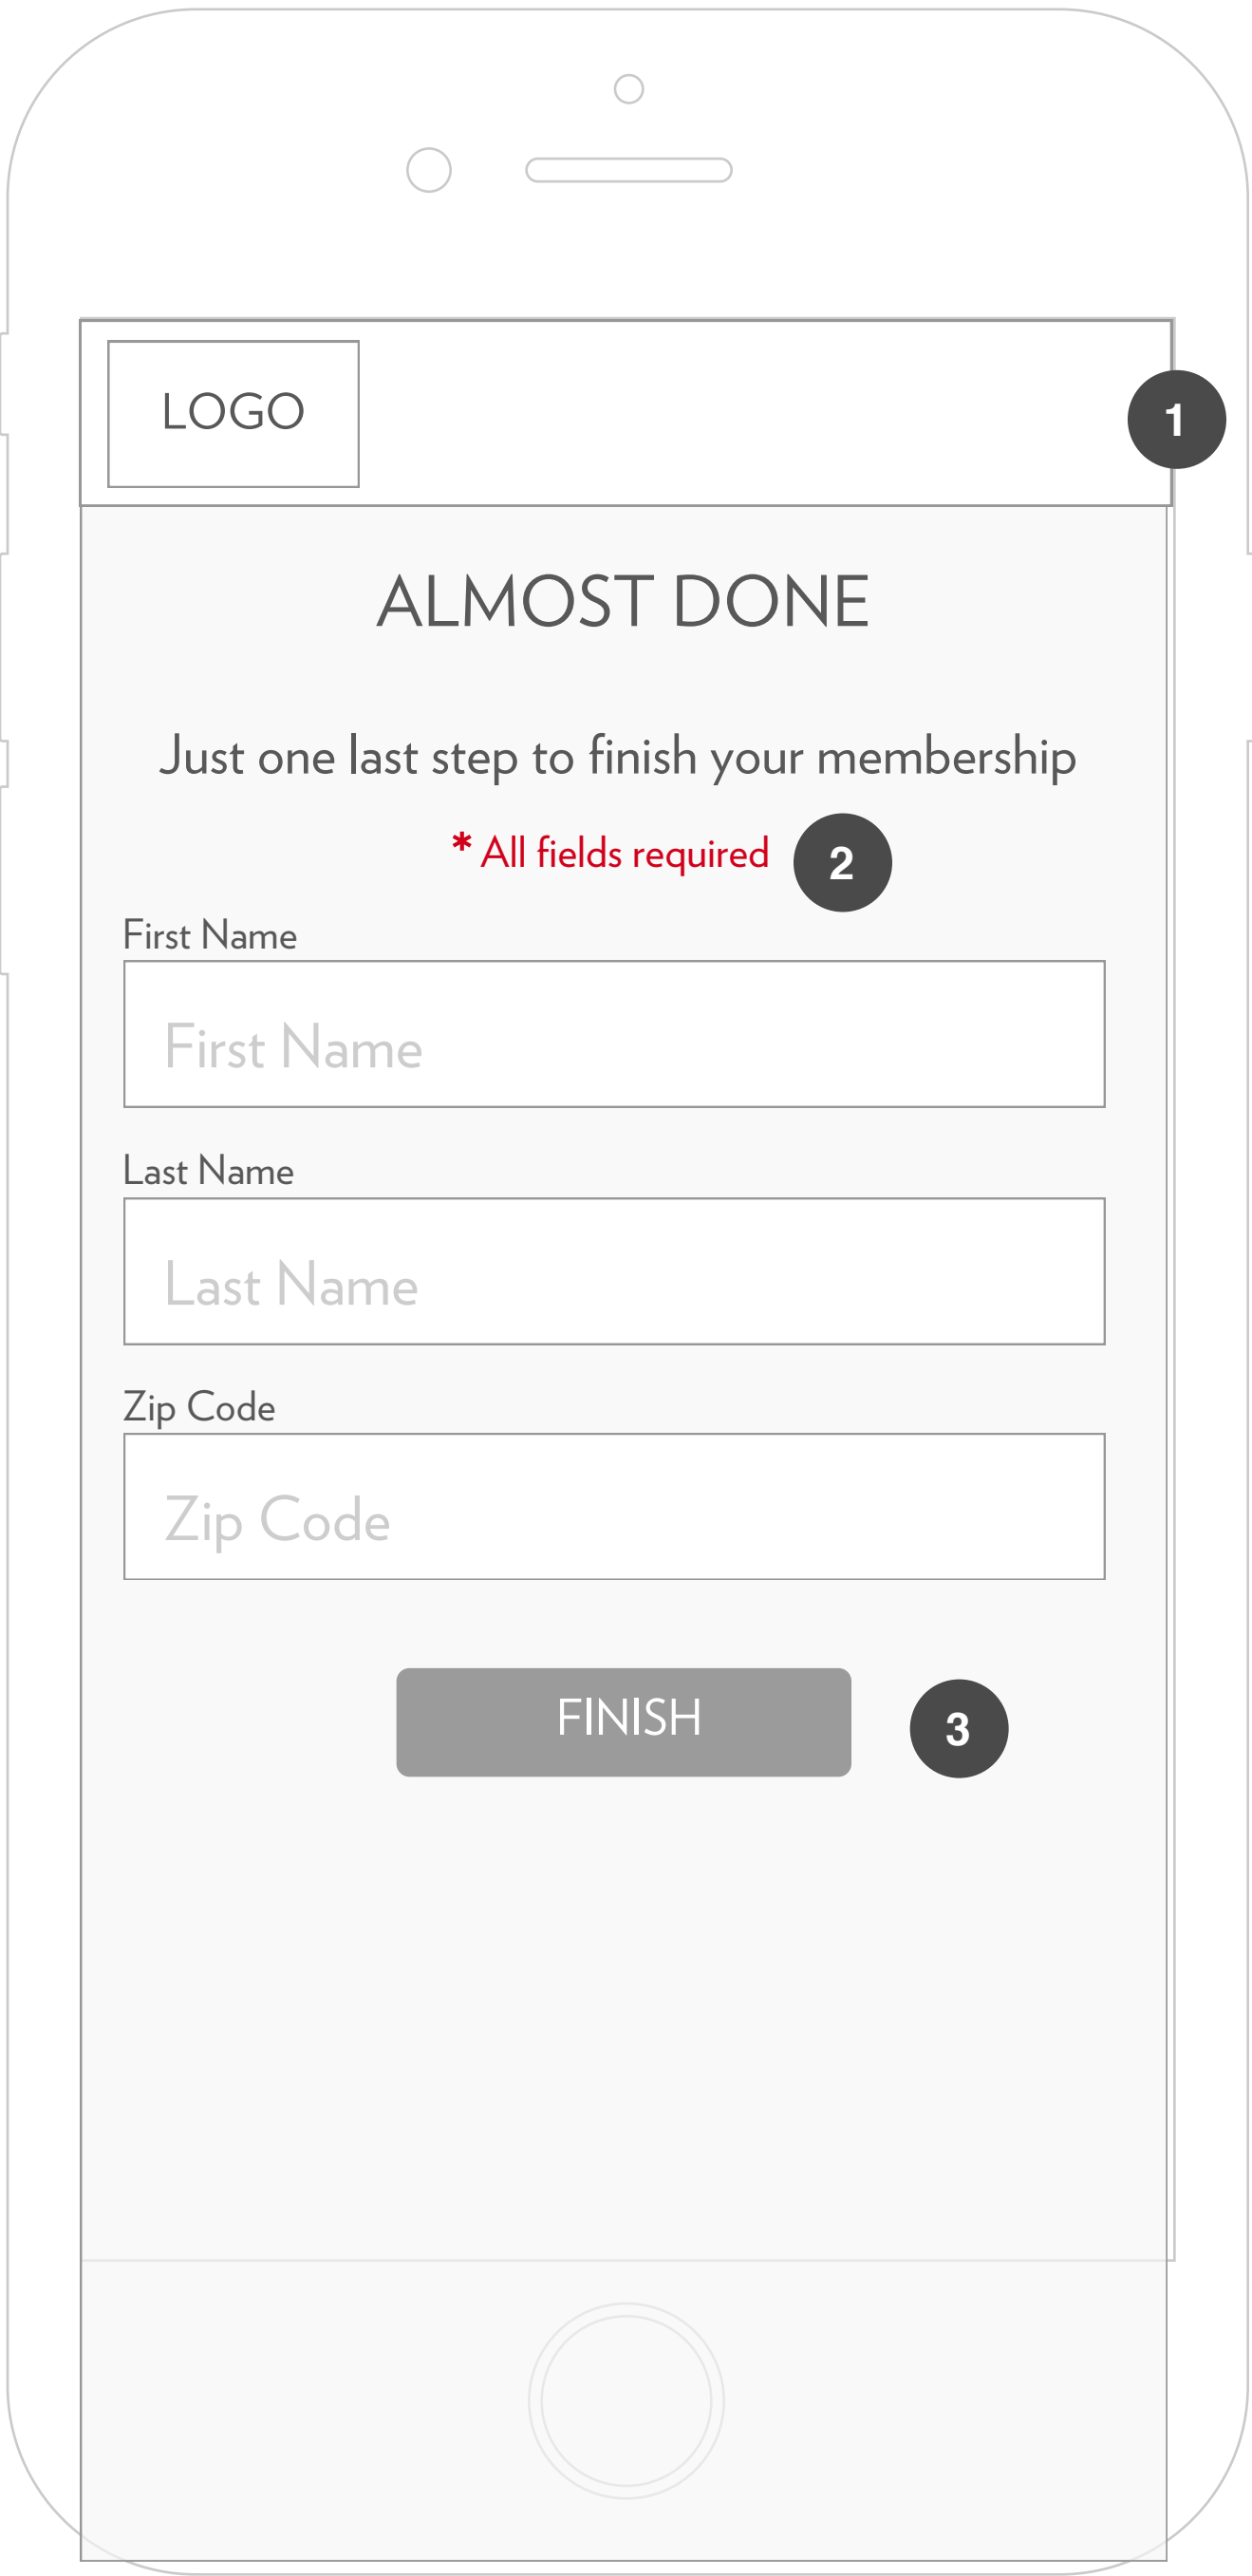 LOGO
1
ALMOST DONE
Just one last step to finish your membership
* All fields required
2
First Name
First Name
Last Name
Last Name
Zip Code
Zip Code
FINISH
3